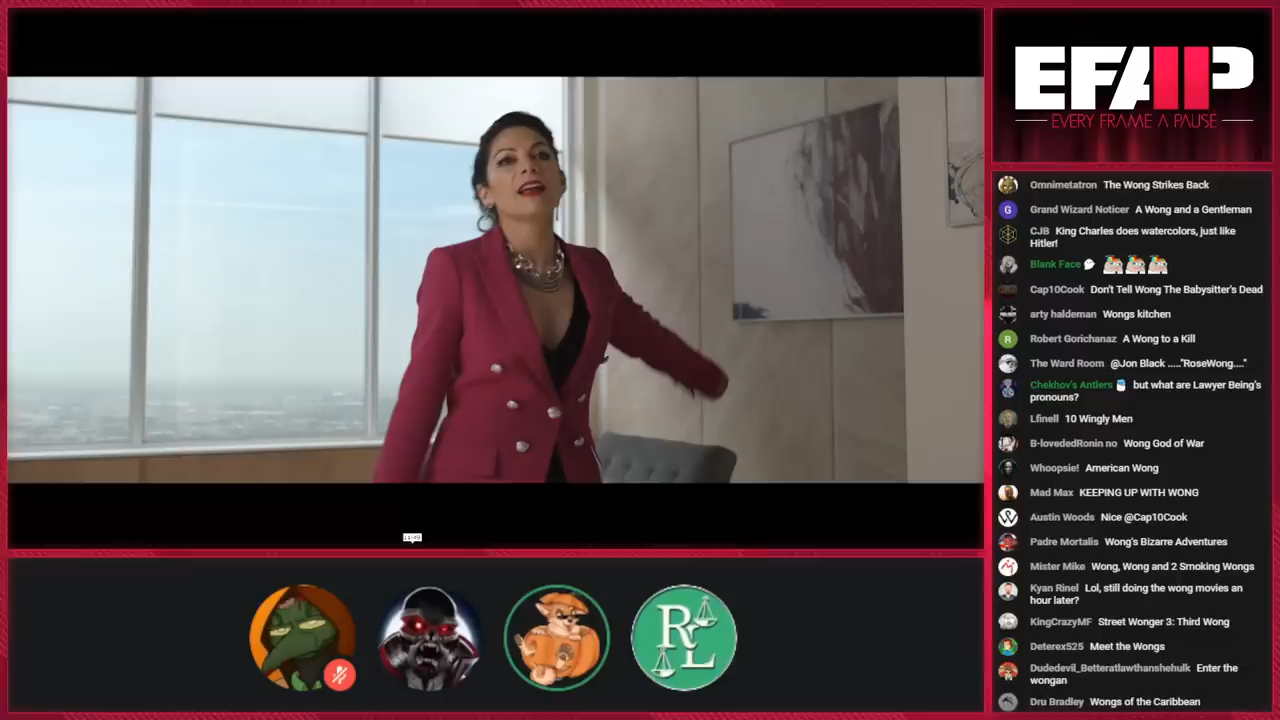 EFAP
EVERY FRAME A PAUSE
Omnimetatron The Wong Strikes Back
G Grand Wizard Noticer A Wong and a Gentleman
CJB King Charles does watercolors, just like
Hitler!
Blank Face
Cap10Cook Don't Tell Wong The Babysitter's Dead
arty haldeman Wongs kitchen
R Robert Gorichanaz A Wong to a Kill
The Ward Room @Jon Black ....."RoseWong...."
Chekhov's Antlers but what are Lawyer Being's
pronouns?
Lfinell 10 Wingly Men
B-lovededRonin no Wong God of War
Whoopsie! American Wong
Mad Max KEEPING UP WITH WONG
Austin Woods Nice @Cap10Cook
Padre Mortalis Wong's Bizarre Adventures
Mister Mike Wong, Wong and 2 Smoking Wongs
Kyan Rinel Lol, still doing the wong movies an
hour later?
KingCrazyMF Street Wonger 3: Third Wong
Deterex525 Meet the Wongs
Dudedevil_Betteratlawthanshehulk Enter the
wongan
Dru Bradley Wongs of the Caribbean
RL